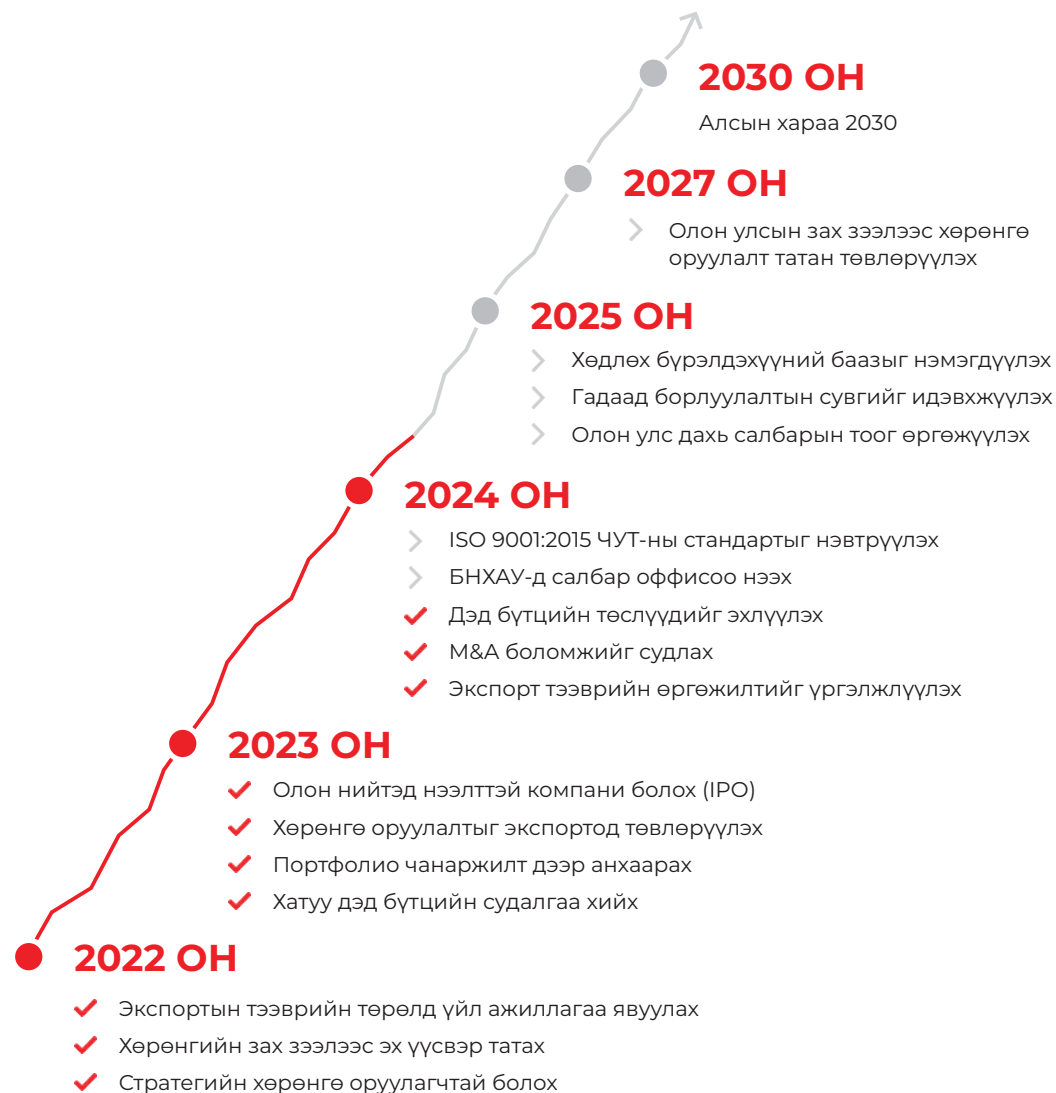 2030 ОН
Алсын хараа 2030
2027 ОН
Олон улсын зах зээлээс хөрөнгө
оруулалт татан төвлөрүүлэх
2025 ОН
Хөдлөх бүрэлдэхүүний баазыг нэмэгдүүлэх
Гадаад борлуулалтын сувгийг идэвхжүүлэх
Олон улс дахь салбарын тоог өргөжүүлэх
2024 ОН
ISO 9001:2015 ЧУТ-ны стандартыг нэвтрүүлэх
БНХАУ-д салбар оффисоо нээх
Дэд бүтцийн төслүүдийг эхлүүлэх
M&A боломжийг судлах
Экспорт тээврийн өргөжилтийг үргэлжлүүлэх
2023 ОН
Олон нийтэд нээлттэй компани болох (IPO)
Хөрөнгө оруулалтыг экспортод төвлөрүүлэх
Портфолио чанаржилт дээр анхаарах
Хатуу дэд бүтцийн судалгаа хийх
2022 ОН
Экспортын тээврийн төрөлд үйл ажиллагаа явуулах
Хөрөнгийн зах зээлээс эх үүсвэр татах
Стратегийн хөрөнгө оруулагчтай болох